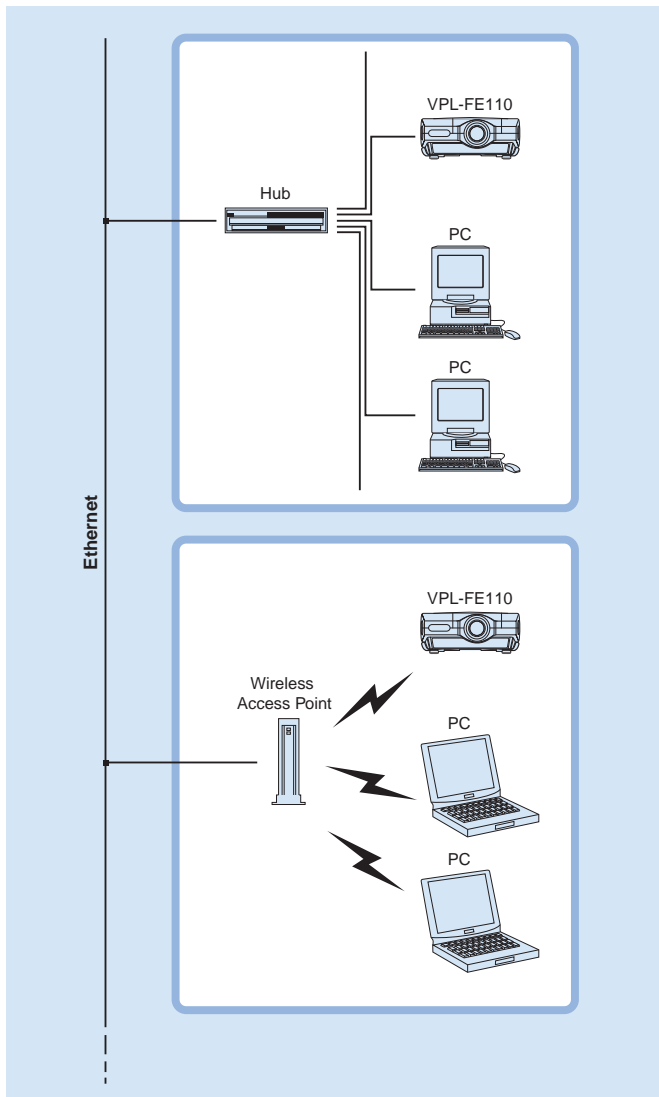 VPL-FE110
Hub
PC
PC
Ethernet
VPL-FE110
Wireless
Access Point
PC
PC